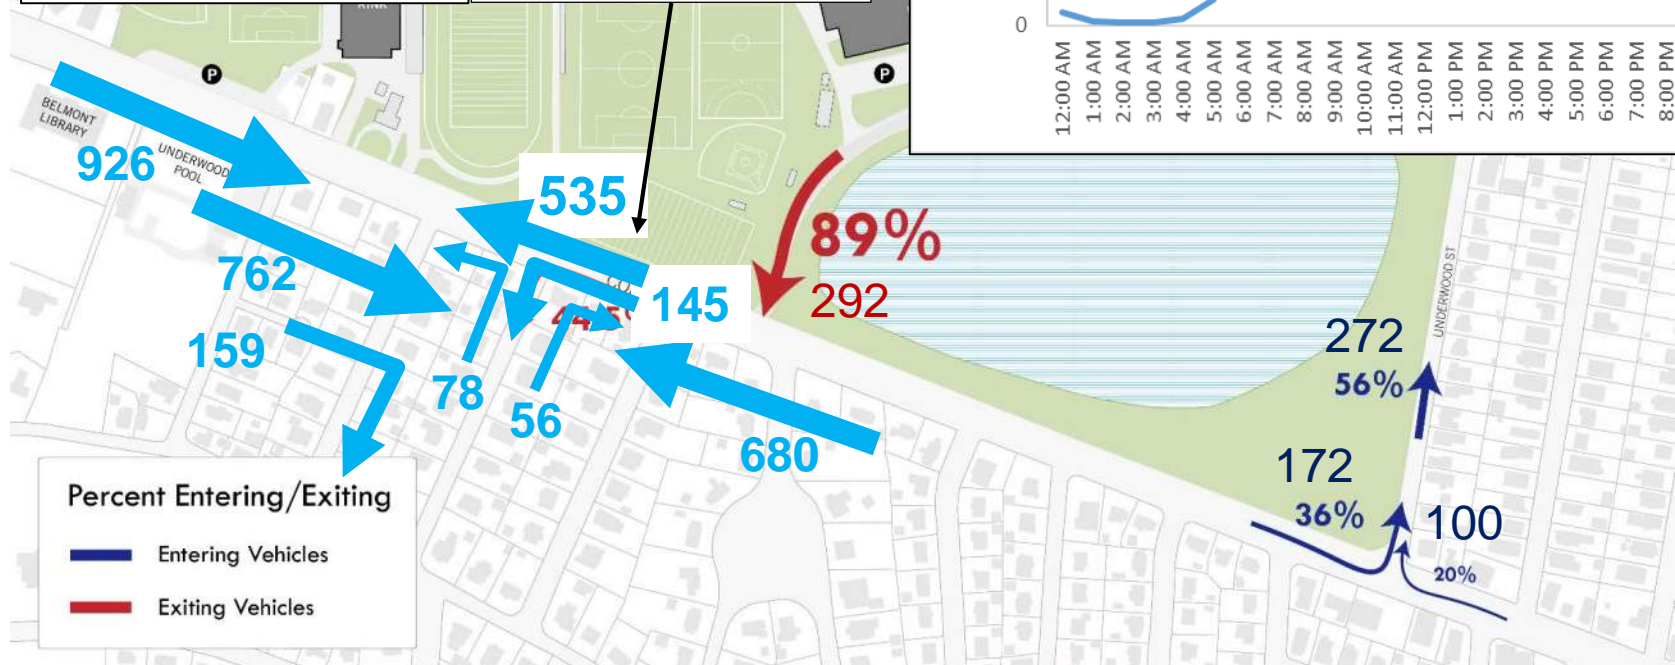 RINK
P
P
0
12:00 AM
1:00 AM
2:00 AM
3:00 AM
4:00 AM
5:00 AM
6:00 AM
7:00 AM
8:00 AM
9:00 AM
10:00 AM
11:00 AM
12:00 PM
1:00 PM
2:00 PM
3:00 PM
4:00 PM
5:00 PM
6:00 PM
7:00 PM
BELMONT
LIBRARY
926
UNDERWOOD
POOL
535
89%
292
762
145
159
78
56
680
UNDERWOOD ST
272
56%
172
36%
100
20%
Percent Entering/Exiting
Entering Vehicles
Exiting Vehicles